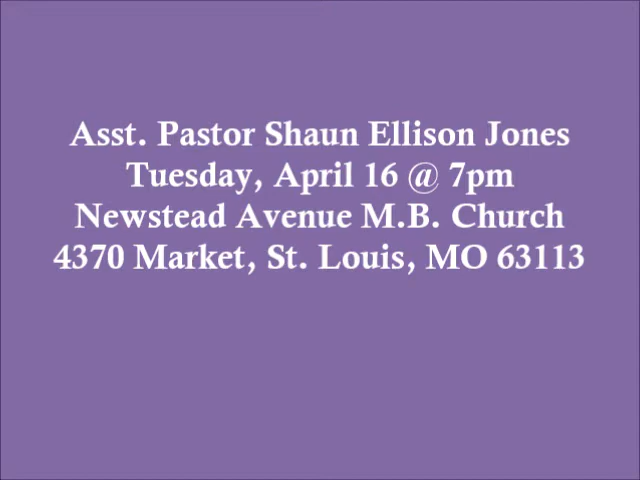 Asst. Pastor Shaun Ellison Jones
Tuesday, April 16 @ 7pm
Newstead Avenue M.B. Church
4370 Market, St. Louis, MO 63113